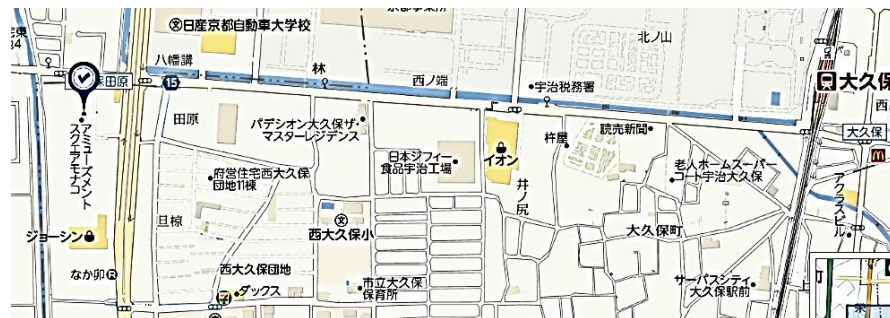 日産京都自動車大学校
八幡講
林
西ノ端
北ノ山
宇治税務署
保田原
15
大久保
田原
パデシオン大久保ザ・
マスターレジデンス
日本ジフィー
食品宇治工場
イオン
杵屋
読売新聞
大久保
アミューズメント
スクエアモナコ
府営住宅西大久保
団地11棟
井ノ尻
老人ホームスーパー
コート宇治大久保
アクラスビル
旦椋
西大久保小
大久保町
ジョーシン
なか卯
西大久保団地
ダックス
市立大久保
保育所
サーパスシティ
大久保駅前